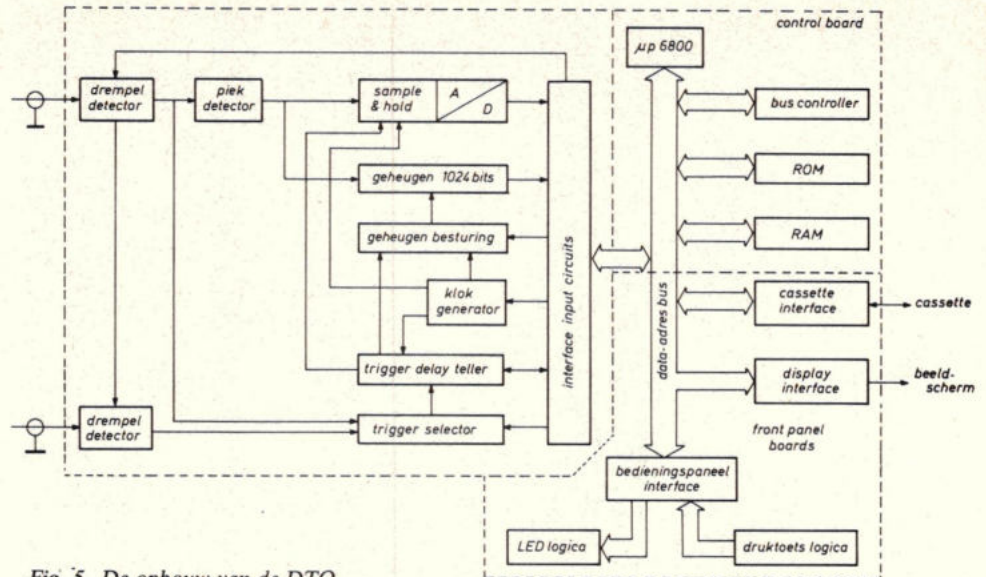 control board
µp 6800
drempel
detector
piek
detector
sample
& hold
A
D
bus controller
geheugen 1024 bits
ROM
geheugen besturing
RAM
klok
generator
interface input circuits
data-adres bus
cassette
interface
cassette
trigger delay teller
display
interface
beeld-
scherm
drempel
detector
trigger selector
front panel
boards
bedieningspaneel
interface
LED logica
druktoets logica
Fig. 5 De opbouw van de DTO